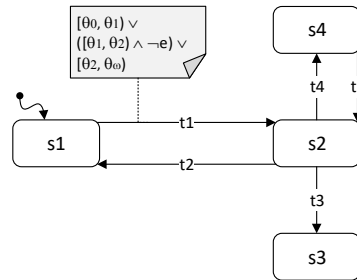 [θ0, θ1) ∨
([θ1, θ2) ∧ ¬e) ∨
[θ2, θω)
s4
t4
t
t1
s1
s2
t2
t3
s3